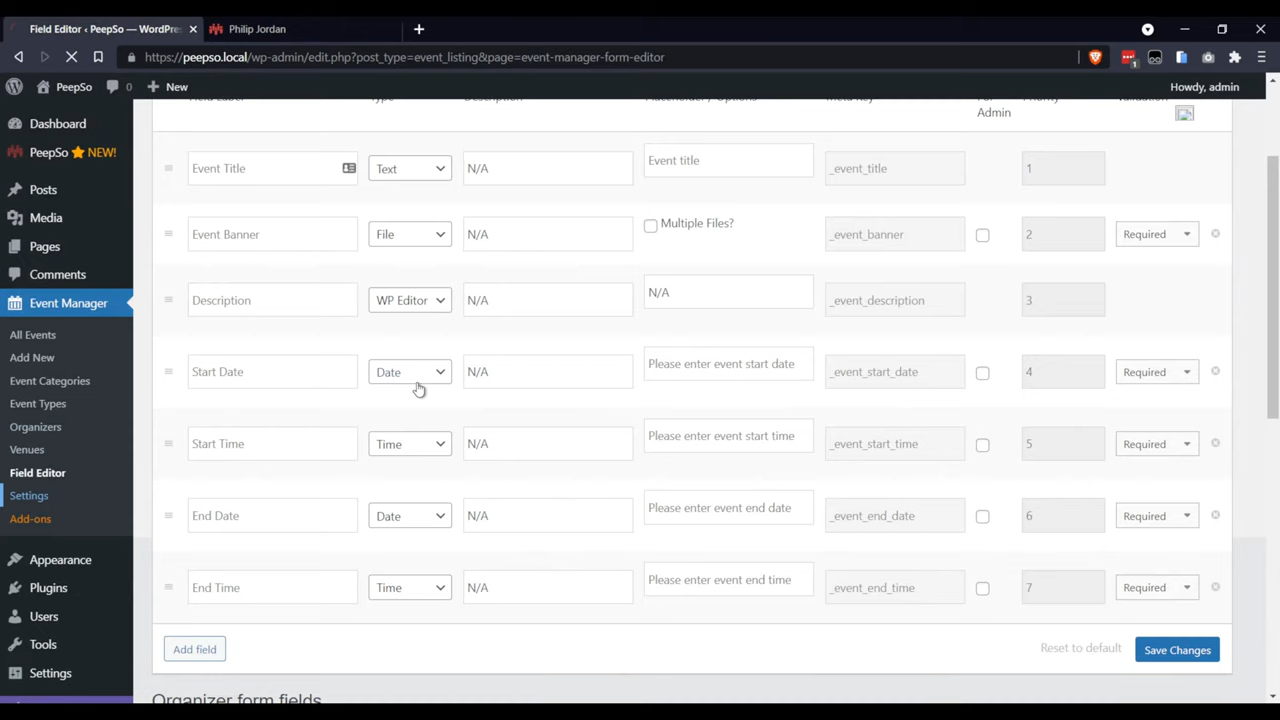 Field Editor ‹ PeepSo — WordPre
Philip Jordan
https://peepso.local/wp-admin/edit.php?post_type=event_listing&page=event-manager-form-editor
1
PeepSo 0 New Howdy, admin
Dashboard
PeepSo NEW!
Posts
Media
Pages
Comments
Event Manager
All Events
Add New
Event Categories
Event Types
Organizers
Venues
Field Editor
Settings
Add-ons
Appearance
Plugins
Users
Tools
Settings
Field Label Type Description Placeholder / Options Meta Key Admin Priority Validation
Event Title Text N/A Event title _event_title 1
Event Banner File N/A Multiple Files? _event_banner 2 Required
Description WP Editor N/A N/A _event_description 3
Start Date Date N/A Please enter event start date _event_start_date 4 Required
Start Time Time N/A Please enter event start time _event_start_time 5 Required
End Date Date N/A Please enter event end date _event_end_date 6 Required
End Time Time N/A Please enter event end time _event_end_time 7 Required
Add field Reset to default Save Changes
Organizer form fields